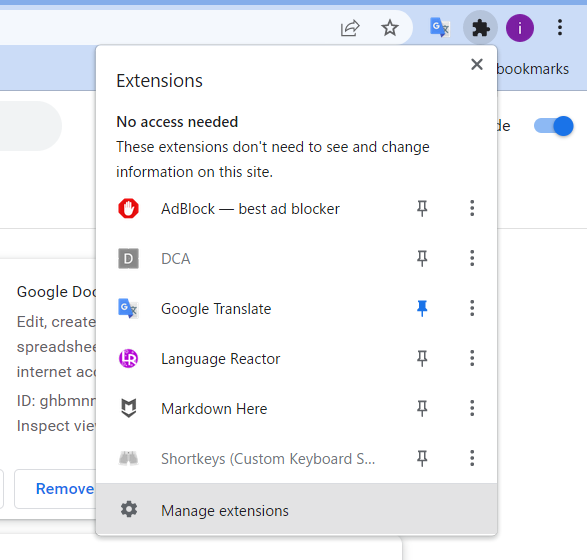 i
bookmarks
Extensions
de
No access needed
These extensions don't need to see and change
information on this site.
AdBlock — best ad blocker
D DCA
Google Translate
LR Language Reactor
Google Doc
Edit, create
spreadshee
internet acc
Markdown Here
ID: ghbmnn
Inspect view
Shortkeys (Custom Keyboard S...
Remove
Manage extensions